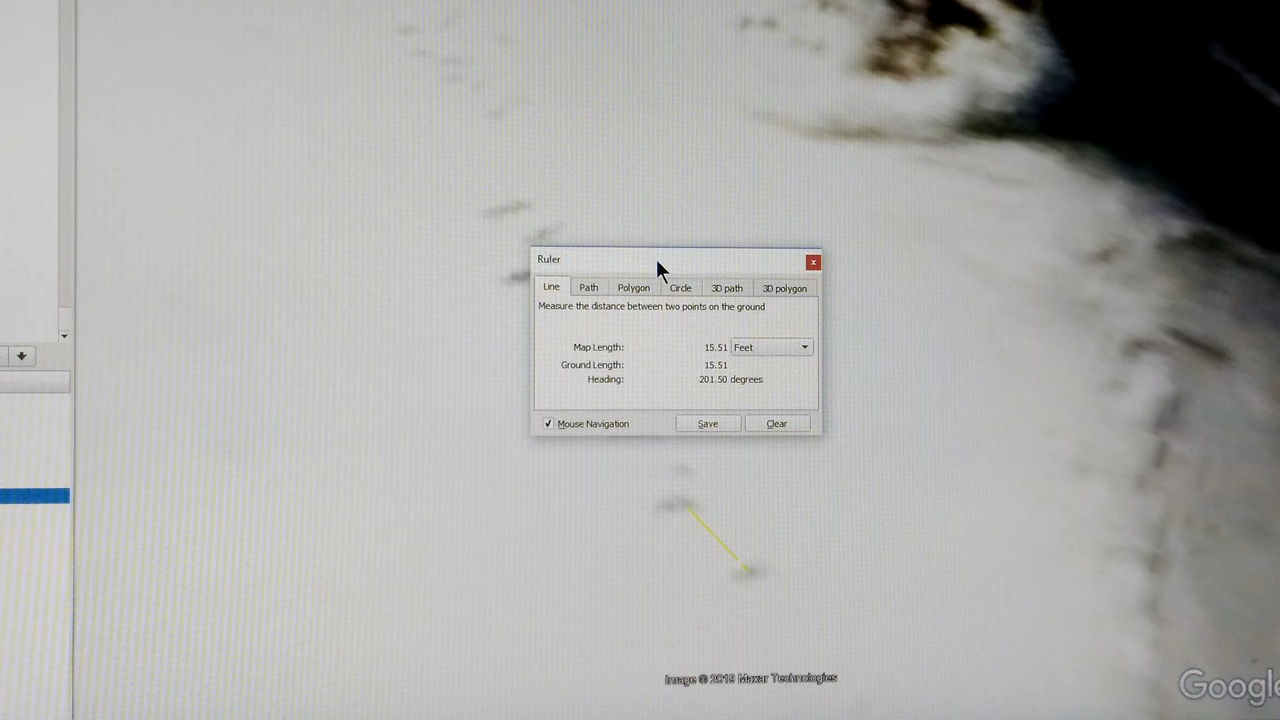 Ruler
x
Line Path Polygon Circle 3D path 3D polygon
Measure the distance between two points on the ground
Map Length: 15.51 Feet
Ground Length: 15.51
Heading: 201.50 degrees
Mouse Navigation Save Clear
Image © 2019 Maxar Technologies
Google